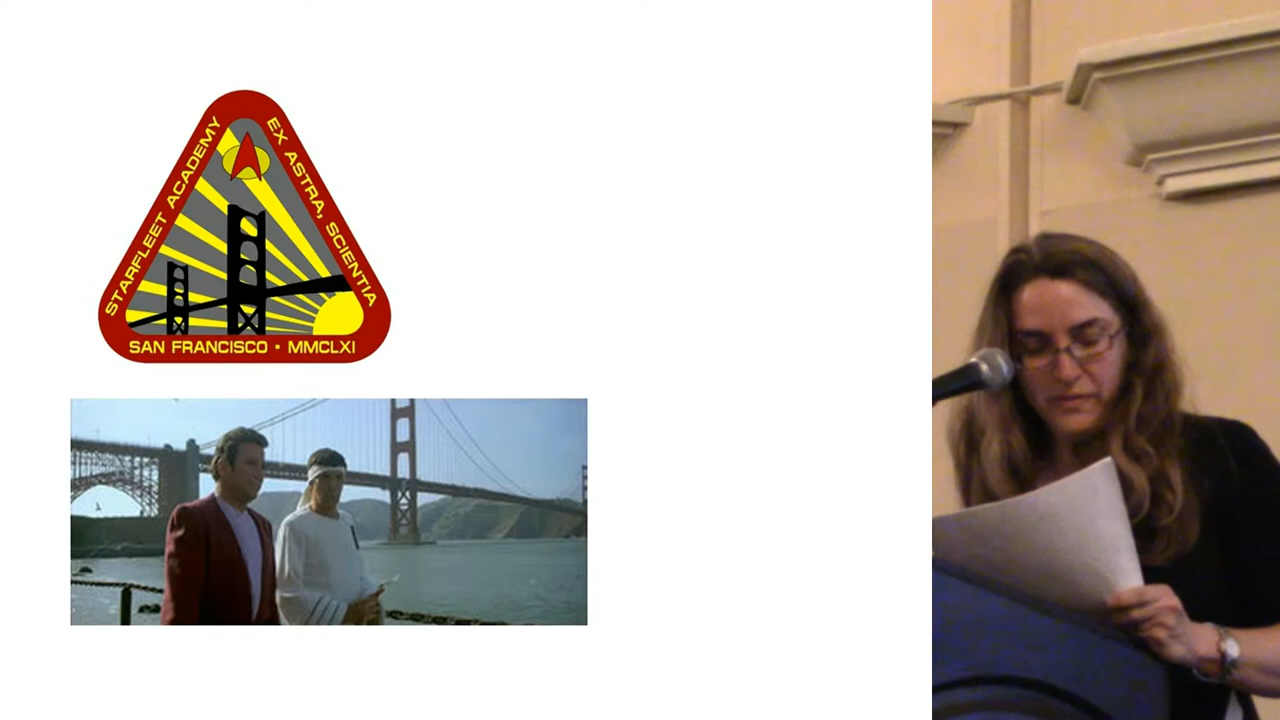 STARFLEET ACADEMY
EX ASTRA, SCIENTIA
SAN FRANCISCO • MMCLXI